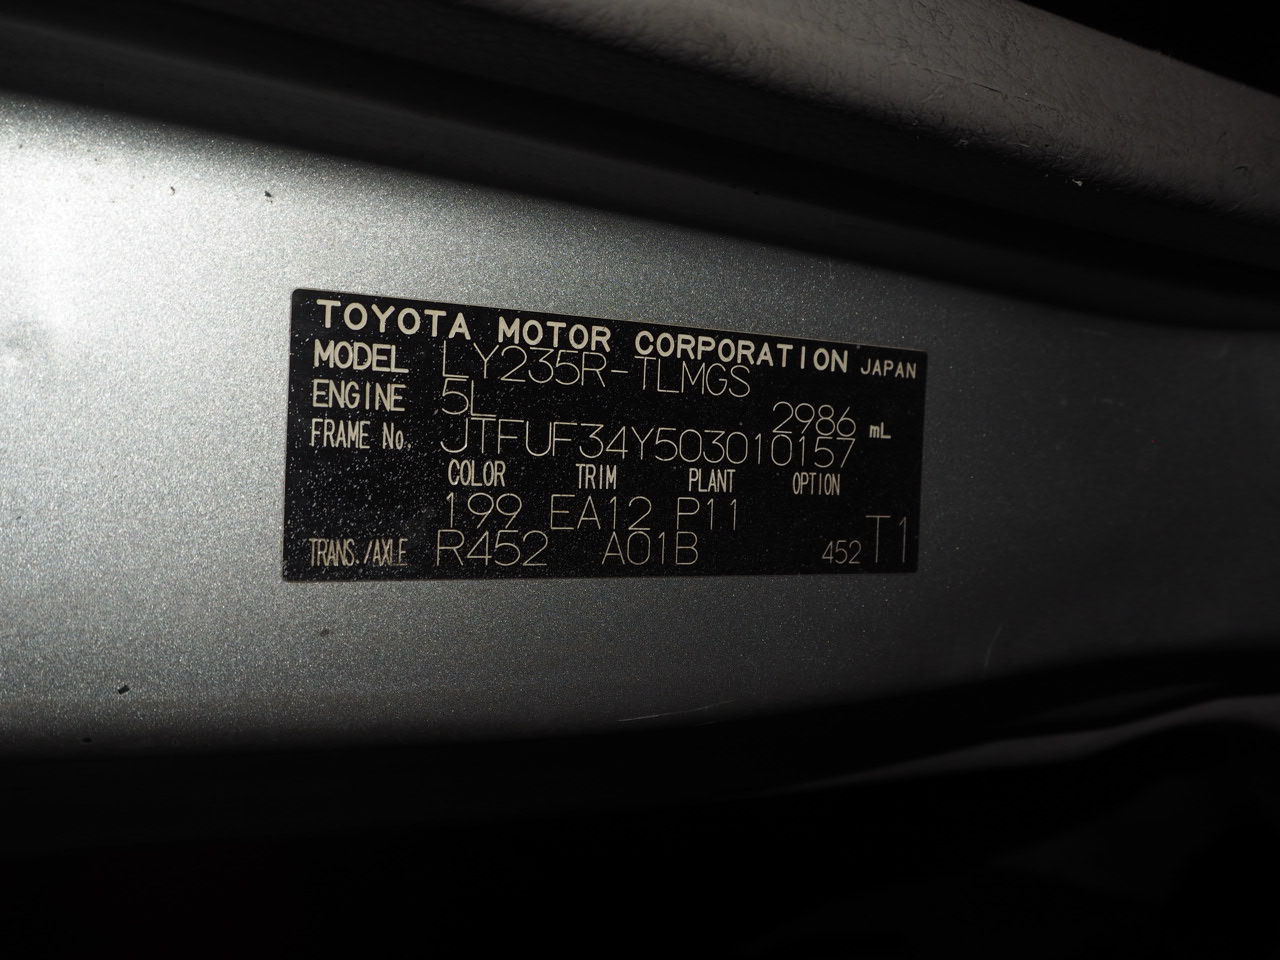 TOYOTA MOTOR CORPORATION JAPAN
MODEL LY235R-TLMGS
ENGINE 5L 2986 mL
FRAME No. JTFUF34Y503010157
COLOR TRIM PLANT OPTION
199 EA12 P11
TRANS./AXLE R452 A01B 452 T1